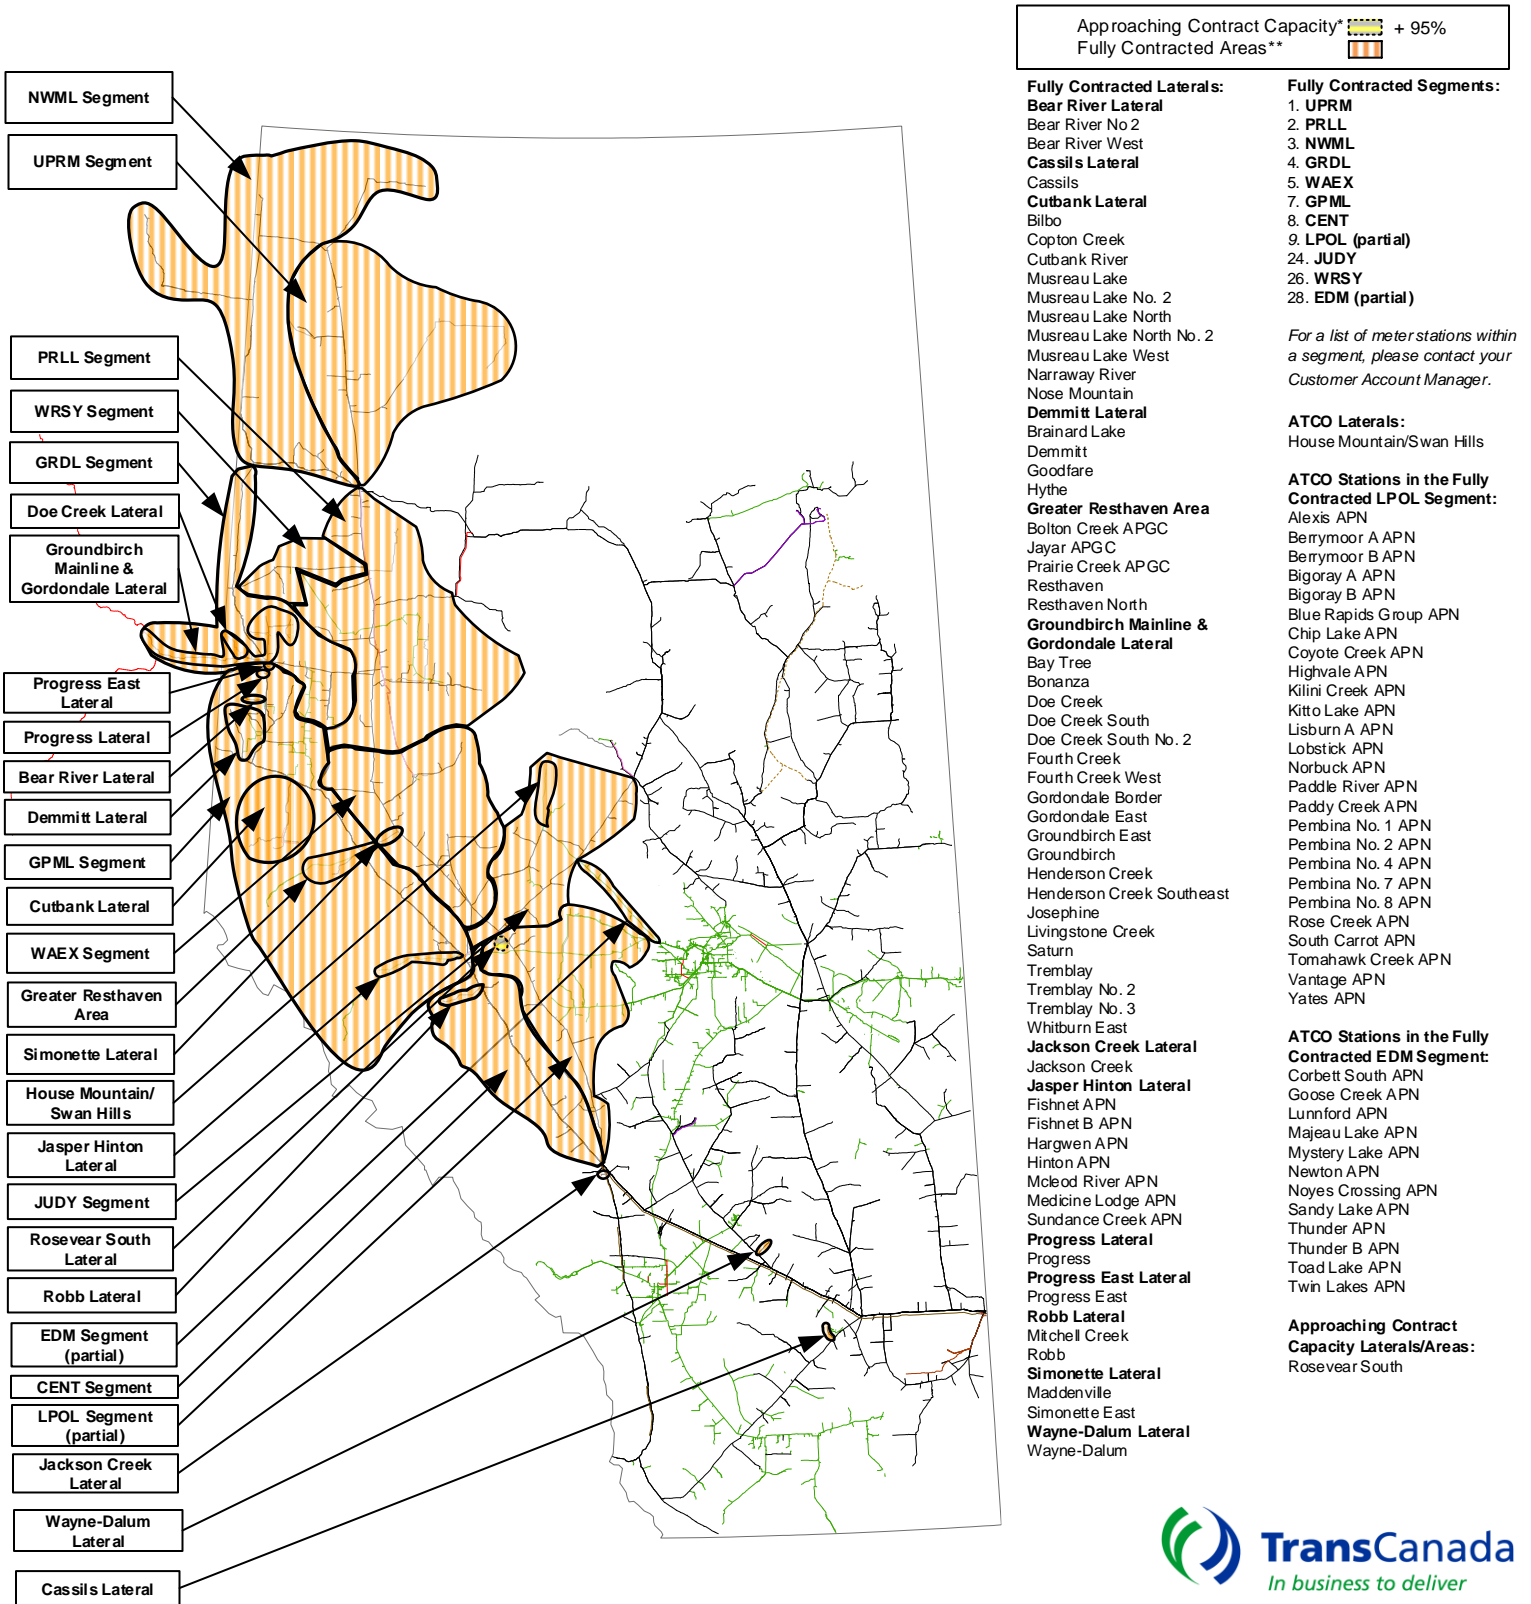 Approaching Contract Capacity* + 95%
Fully Contracted Areas**
NWML Segment
UPRM Segment
PRLL Segment
WRSY Segment
GRDL Segment
Doe Creek Lateral
Groundbirch
Mainline &
Gordondale Lateral
Progress East
Lateral
Progress Lateral
Bear River Lateral
Demmitt Lateral
GPML Segment
Cutbank Lateral
WAEX Segment
Greater Resthaven
Area
Simonette Lateral
House Mountain/
Swan Hills
Jasper Hinton
Lateral
JUDY Segment
Rosevear South
Lateral
Robb Lateral
EDM Segment
(partial)
CENT Segment
LPOL Segment
(partial)
Jackson Creek
Lateral
Wayne-Dalum
Lateral
Cassils Lateral
Fully Contracted Laterals:
Bear River Lateral
Bear River No 2
Bear River West
Cassils Lateral
Cassils
Cutbank Lateral
Bilbo
Copton Creek
Cutbank River
Musreau Lake
Musreau Lake No. 2
Musreau Lake North
Musreau Lake North No. 2
Musreau Lake West
Narraway River
Nose Mountain
Demmitt Lateral
Brainard Lake
Demmitt
Goodfare
Hythe
Greater Resthaven Area
Bolton Creek APGC
Jayar APGC
Prairie Creek APGC
Resthaven
Resthaven North
Groundbirch Mainline &
Gordondale Lateral
Bay Tree
Bonanza
Doe Creek
Doe Creek South
Doe Creek South No. 2
Fourth Creek
Fourth Creek West
Gordondale Border
Gordondale East
Groundbirch East
Groundbirch
Henderson Creek
Henderson Creek Southeast
Josephine
Livingstone Creek
Saturn
Tremblay
Tremblay No. 2
Tremblay No. 3
Whitburn East
Jackson Creek Lateral
Jackson Creek
Jasper Hinton Lateral
Fishnet APN
Fishnet B APN
Hargwen APN
Hinton APN
Mcleod River APN
Medicine Lodge APN
Sundance Creek APN
Progress Lateral
Progress
Progress East Lateral
Progress East
Robb Lateral
Mitchell Creek
Robb
Simonette Lateral
Maddenville
Simonette East
Wayne-Dalum Lateral
Wayne-Dalum
Fully Contracted Segments:
1. UPRM
2. PRLL
3. NWML
4. GRDL
5. WAEX
7. GPML
8. CENT
9. LPOL (partial)
24. JUDY
26. WRSY
28. EDM (partial)
For a list of meter stations within
a segment, please contact your
Customer Account Manager.
ATCO Laterals:
House Mountain/Swan Hills
ATCO Stations in the Fully
Contracted LPOL Segment:
Alexis APN
Berrymoor A APN
Berrymoor B APN
Bigoray A APN
Bigoray B APN
Blue Rapids Group APN
Chip Lake APN
Coyote Creek APN
Highvale APN
Kilini Creek APN
Kitto Lake APN
Lisburn A APN
Lobstick APN
Norbuck APN
Paddle River APN
Paddy Creek APN
Pembina No. 1 APN
Pembina No. 2 APN
Pembina No. 4 APN
Pembina No. 7 APN
Pembina No. 8 APN
Rose Creek APN
South Carrot APN
Tomahawk Creek APN
Vantage APN
Yates APN
ATCO Stations in the Fully
Contracted EDM Segment:
Corbett South APN
Goose Creek APN
Lunnford APN
Majeau Lake APN
Mystery Lake APN
Newton APN
Noyes Crossing APN
Sandy Lake APN
Thunder APN
Thunder B APN
Toad Lake APN
Twin Lakes APN
Approaching Contract
Capacity Laterals/Areas:
Rosevear South
TransCanada
In business to deliver